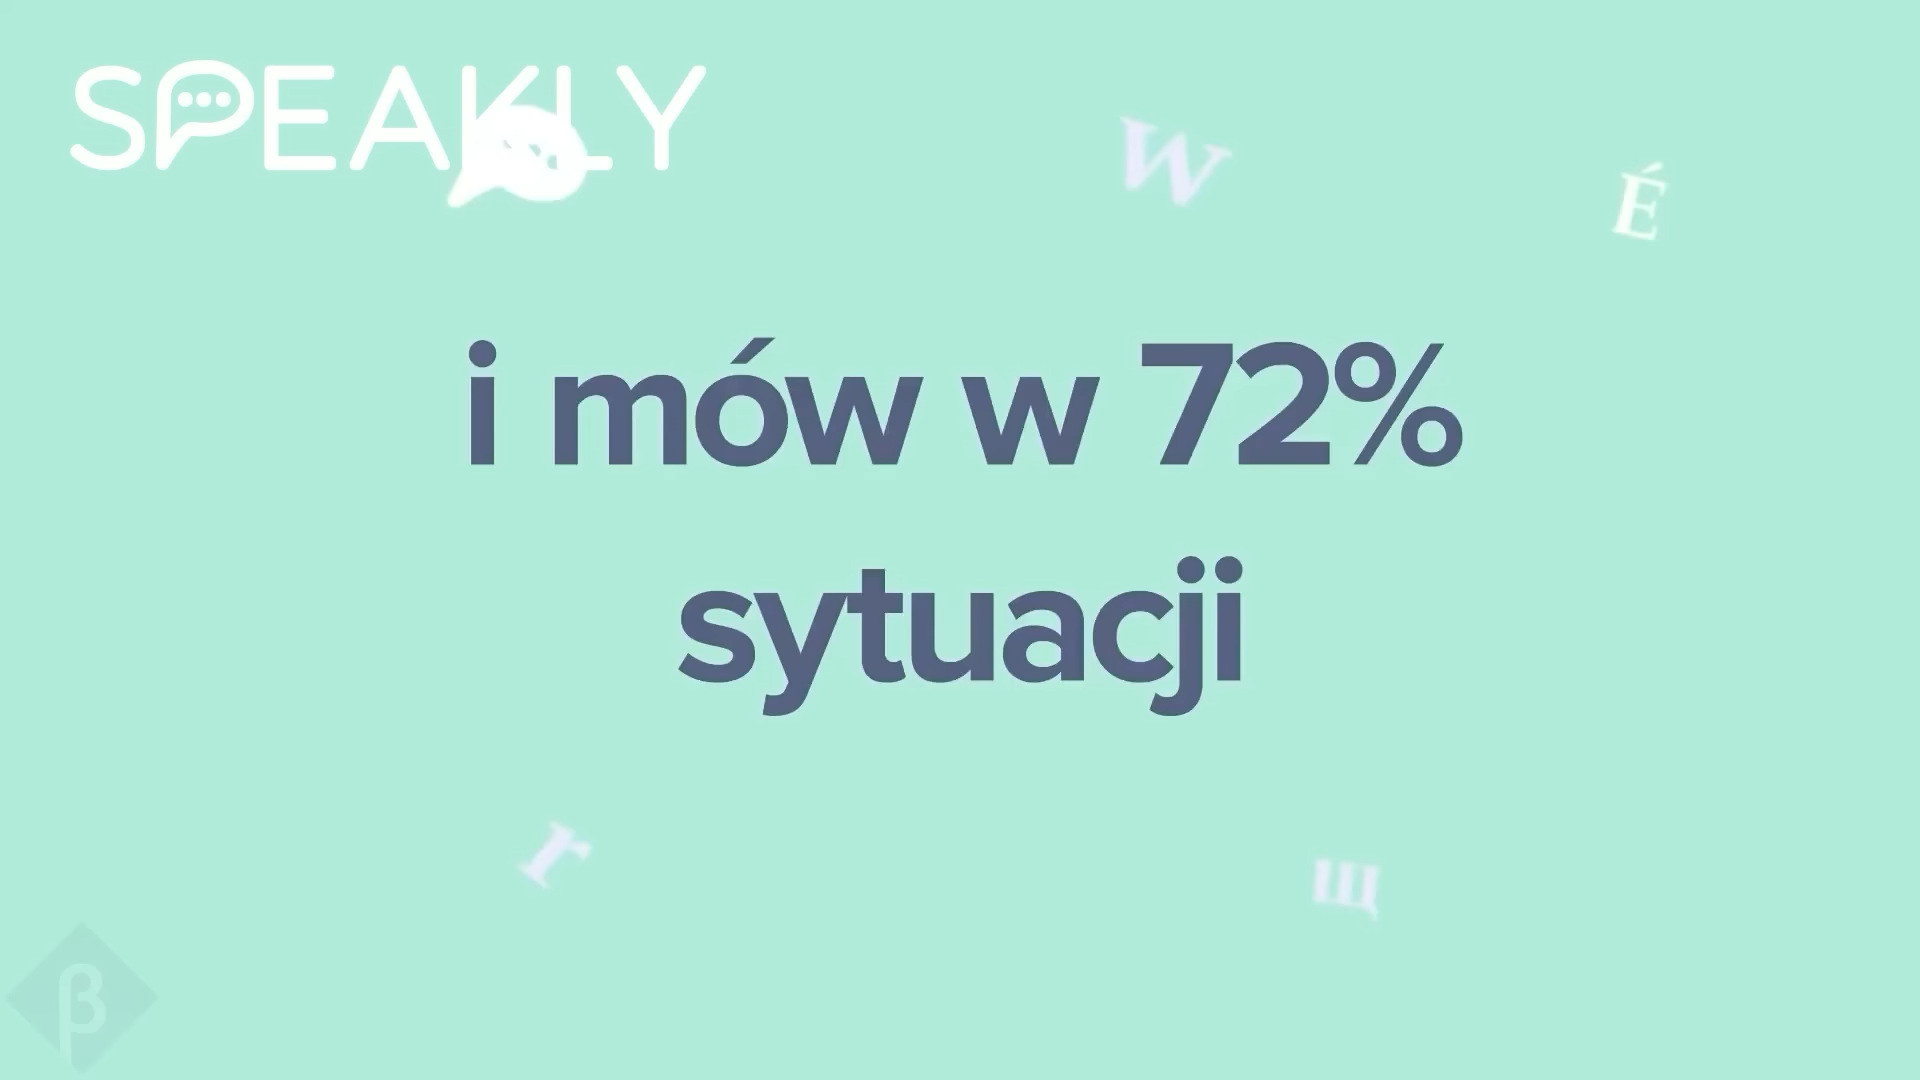 SPEAKLY
W
É
i mów w 72%
sytuacji
r
щ
β